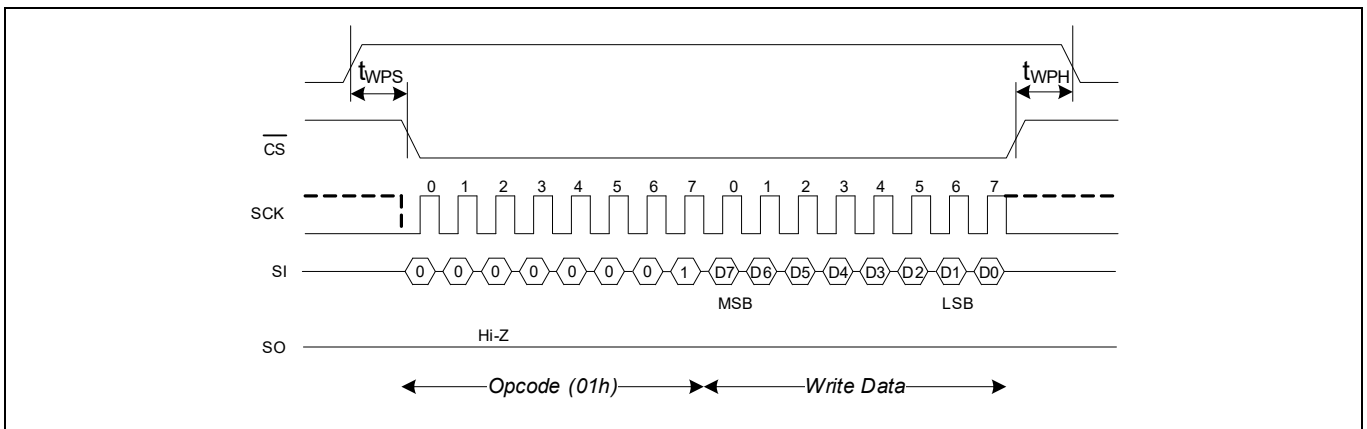 tWPS
tWPH
CS
0 1 2 3 4 5 6 7 0 1 2 3 4 5 6 7
SCK
SI 0 0 0 0 0 0 0 1 D7 D6 D5 D4 D3 D2 D1 D0
MSB LSB
Hi-Z
SO
Opcode (01h) Write Data